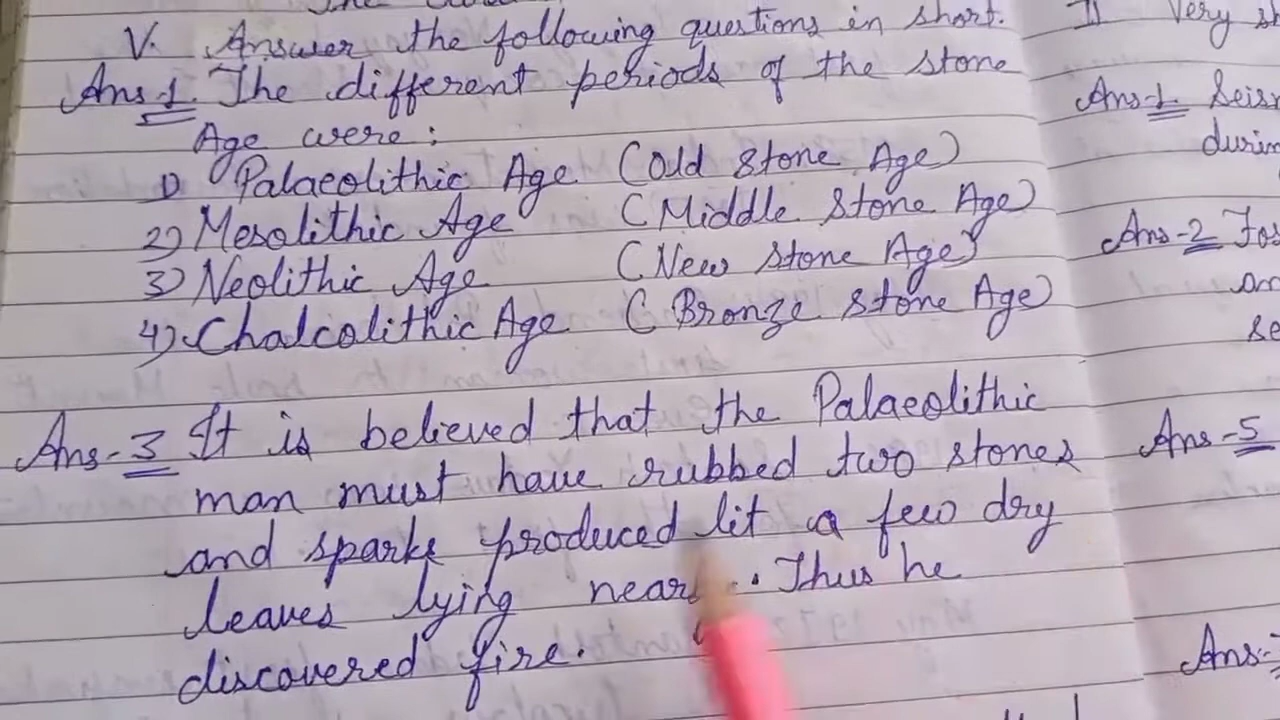 V. Answer the following questions in short.
Ans-1. The different periods of the stone
Age were:
1) Palaeolithic Age (Old Stone Age)
2) Mesolithic Age (Middle Stone Age)
3) Neolithic Age (New Stone Age)
4) Chalcolithic Age (Bronze Stone Age)
Ans-3 It is believed that the Palaeolithic
man must have rubbed two stones
and sparks produced lit a few dry
leaves lying near. Thus he
discovered fire.
Very
Ans-1
Ans-2
Ans-5
Ans-